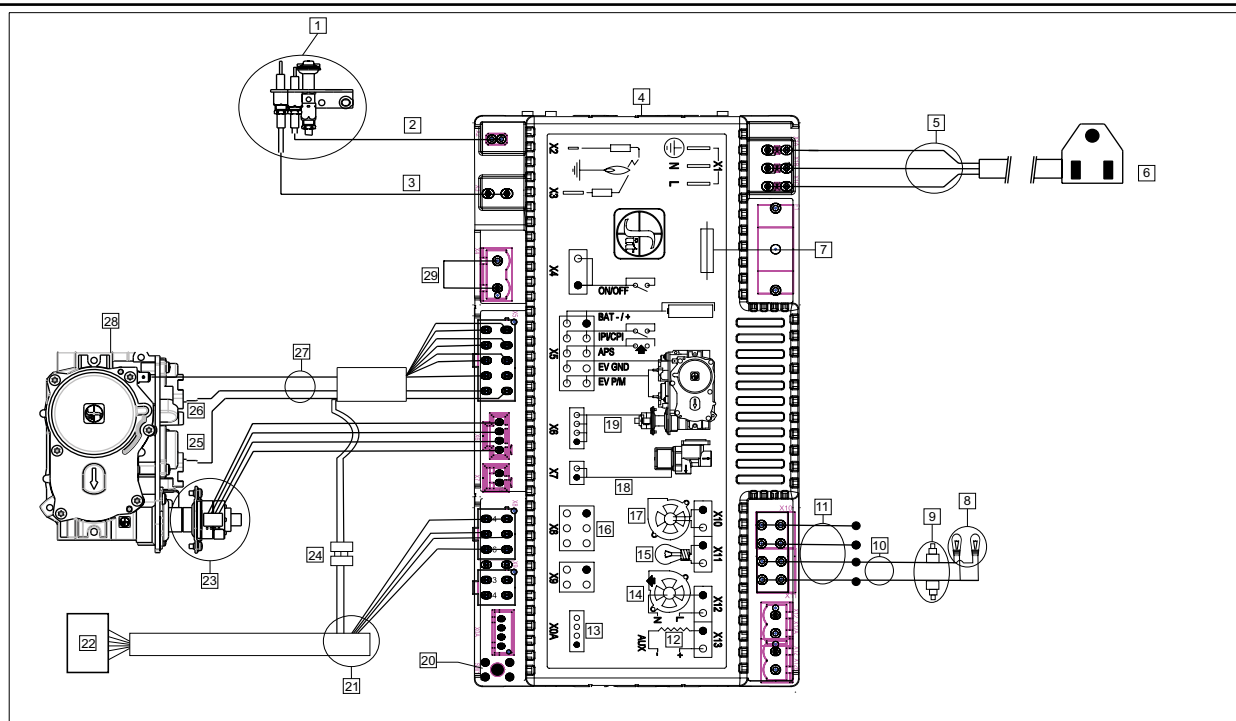 1
4
2
5
X2
X1
N
L
3
6
X3
7
29
X4
ON/OFF
28
27
BAT - / +
IPI/CPI
X5
APS
EV GND
EV P/M
26
25
19
X6
X7
18
17
X10
11
8
9
16
X8
15
X11
10
24
23
X9
14
X12
N
L
13
X0A
12
X13
AUX
-
+
22
20
21